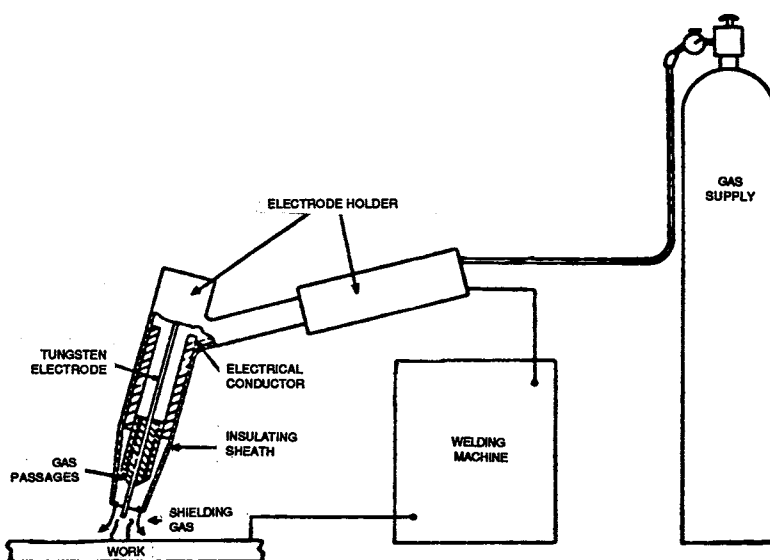 GAS
SUPPLY
ELECTRODE HOLDER
TUNGSTEN
ELECTRODE
ELECTRICAL
CONDUCTOR
INSULATING
SHEATH
WELDING
MACHINE
GAS
PASSAGES
SHIELDING
GAS
WORK